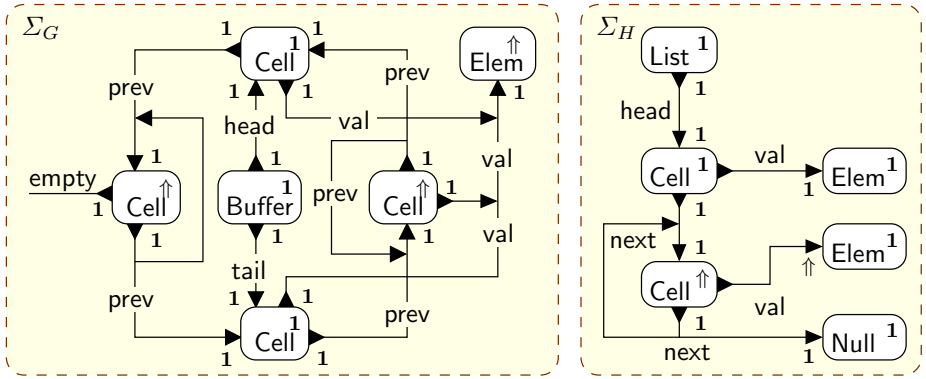 Σ_G
1
Cell 1
1
prev
1
1
prev
⇑
Elem
1
head
val
1
empty
1
Cell ⇑
1
1
Buffer 1
prev
Cell ⇑
1
1
val
val
prev
tail
1
1
Cell 1
1
1
prev
Σ_H
List 1
1
head
1
Cell 1
val
1
Elem 1
1
next
1
Cell ⇑
1
val
⇑
Elem 1
next
1
Null 1